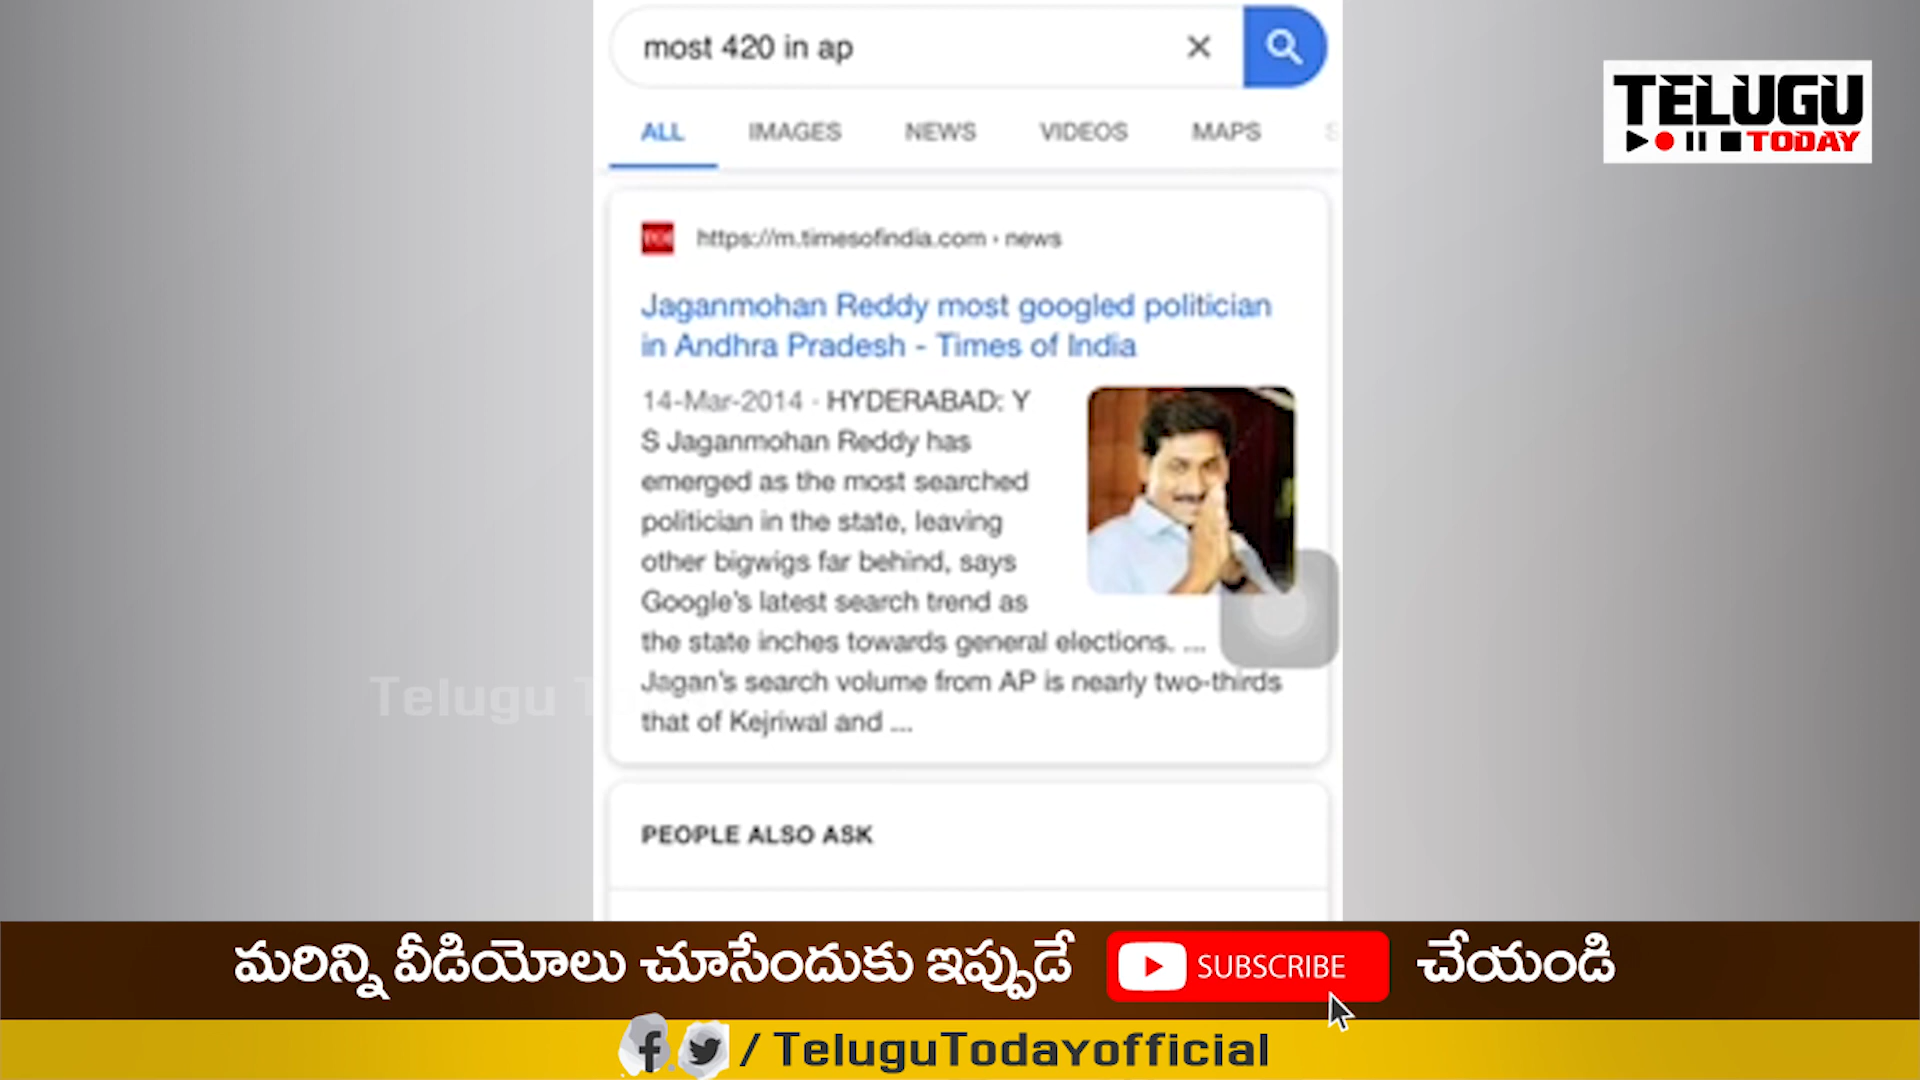 most 420 in ap
ALL IMAGES NEWS VIDEOS MAPS S
TELUGU
TODAY
TOI
https://m.timesofindia.com › news
Jaganmohan Reddy most googled politician
in Andhra Pradesh - Times of India
14-Mar-2014 · HYDERABAD: Y
S Jaganmohan Reddy has
emerged as the most searched
politician in the state, leaving
other bigwigs far behind, says
Google's latest search trend as
the state inches towards general elections. ...
Jagan's search volume from AP is nearly two-thirds
that of Kejriwal and ...
Telugu T
PEOPLE ALSO ASK
మరిన్ని వీడియోలు చూసేందుకు ఇప్పుడే SUBSCRIBE చేయండి
/ TeluguTodayofficial